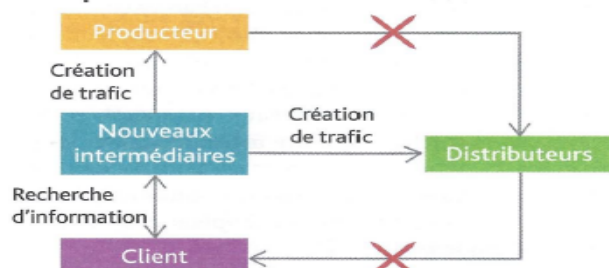 Producteur
Création
de trafic
Création
de trafic
Nouveaux
intermédiaires
Distributeurs
Recherche
d'information
Client